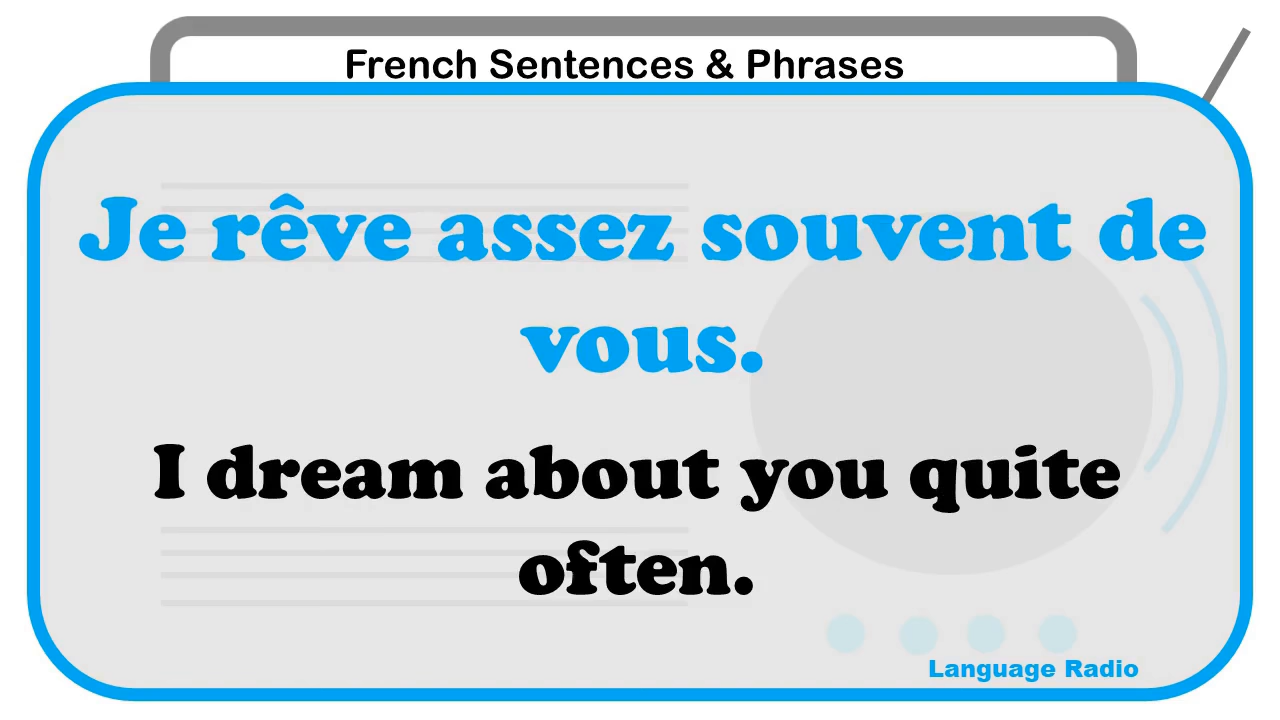 French Sentences & Phrases
Je rêve assez souvent de
vous.
I dream about you quite
often.
Language Radio